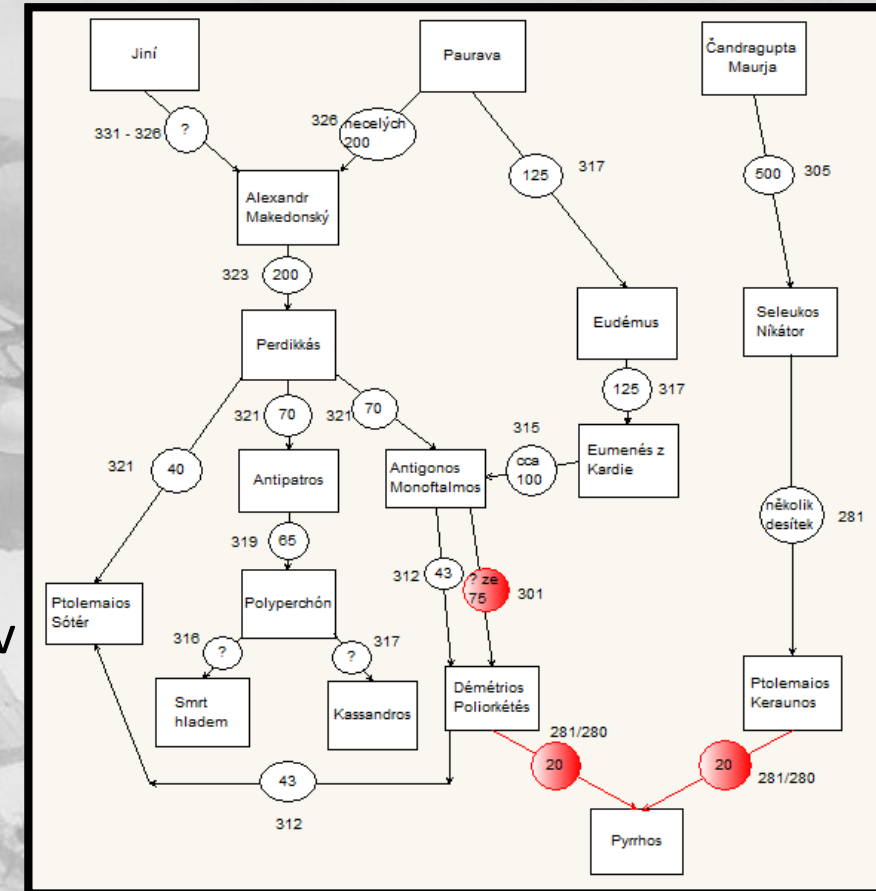 Jiní
Paurava
Čandragupta
Maurja
331 - 326
?
326
necelých
200
125
317
500
305
Alexandr
Makedonský
323
200
Perdikkás
Eudémus
Seleukos
Níkátor
321
70
321
70
125
317
321
40
Antipatros
315
cca
100
Antigonos
Monoftalmos
Eumenés z
Kardie
několik
desítek
281
319
65
312
43
? ze
75
301
Ptolemaios
Sótér
Polyperchón
v
316
?
317
?
Smrt
hladem
Kassandros
Démétrios
Poliorkétés
Ptolemaios
Keraunos
281/280
20
20
281/280
43
312
Pyrrhos